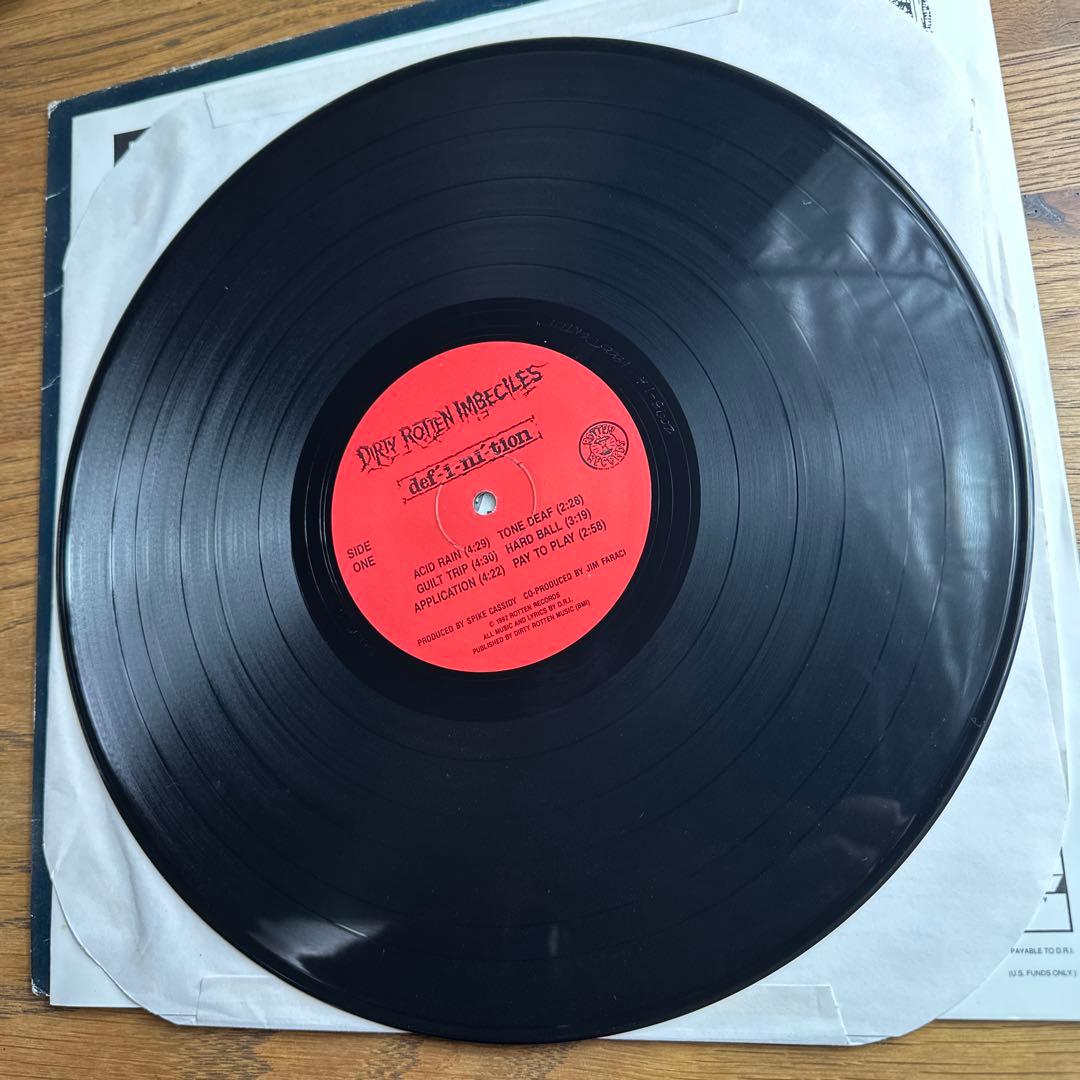 DIRTY ROTTEN IMBECILES
def-i-ni-tion
ROTTEN RECORDS
SIDE ONE
ACID RAIN (4:29) TONE DEAF (2:28)
GUILT TRIP (4:30) HARD BALL (3:19)
APPLICATION (4:22) PAY TO PLAY (2:58)
PRODUCED BY SPIKE CASSIDY CO-PRODUCED BY JIM FARACI
© 1992 ROTTEN RECORDS
ALL MUSIC AND LYRICS BY D.R.I.
PUBLISHED BY DIRTY ROTTEN MUSIC (BMI)
PAYABLE TO D.R.I.
(U.S. FUNDS ONLY)